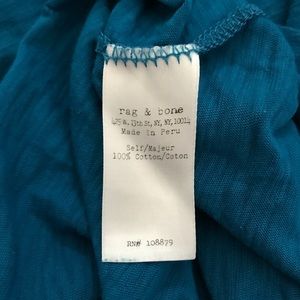 rag & bone
425 W. 13th St, NY, NY, 10014
Made in Peru
Self/Majeur
100% Cotton/Coton
RN# 108879